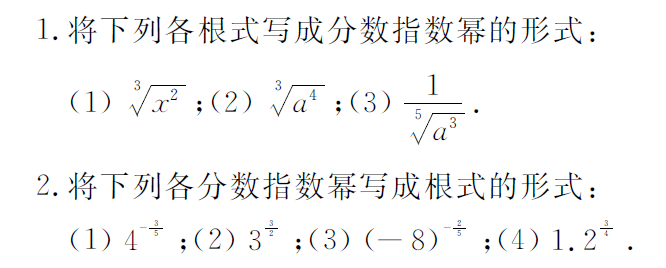 1.将下列各根式写成分数指数幂的形式：
(1) $\sqrt[3]{x^2}$；(2) $\sqrt[3]{a^4}$；(3) $\frac{1}{\sqrt[5]{a^3}}$．
2.将下列各分数指数幂写成根式的形式：
(1) $4^{-\frac{3}{5}}$；(2) $3^{\frac{3}{2}}$；(3) $(-8)^{-\frac{2}{5}}$；(4) $1.2^{\frac{3}{4}}$．